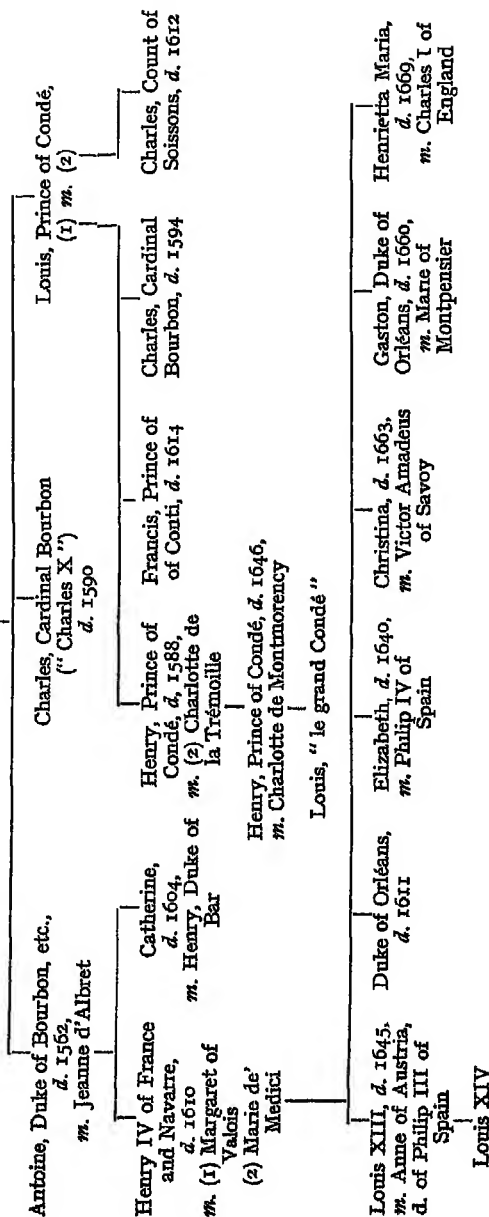 Antoine, Duke of Bourbon, etc.,
d. 1562,
m. Jeanne d'Albret
Charles, Cardinal Bourbon
("Charles X")
d. 1590
Louis, Prince of Condé,
(1) m. (2)
Henry IV of France
and Navarre,
d. 1610
m. (1) Margaret of
Valois
(2) Marie de'
Medici
Catherine,
d. 1604,
m. Henry, Duke of
Bar
Henry, Prince of
Condé, d, 1588,
m. (2) Charlotte de
la Trémoille
Francis, Prince of
of Conti, d. 1614
Charles, Cardinal
Bourbon, d. 1594
Charles, Count of
Soissons, d. 1612
Henry, Prince of Condé, d. 1646,
m. Charlotte de Montmorency
Louis, "le grand Condé"
Louis XIII, d. 1645.
m. Anne of Austria,
d. of Philip III of
Spain
Duke of Orléans,
d. 1611
Elizabeth, d. 1640,
m. Philip IV of
Spain
Christina, d. 1663,
m. Victor Amadeus
of Savoy
Gaston, Duke of
Orléans, d. 1660,
m. Marie of
Montpensier
Henrietta Maria,
d. 1669,
m. Charles I of
England
Louis XIV